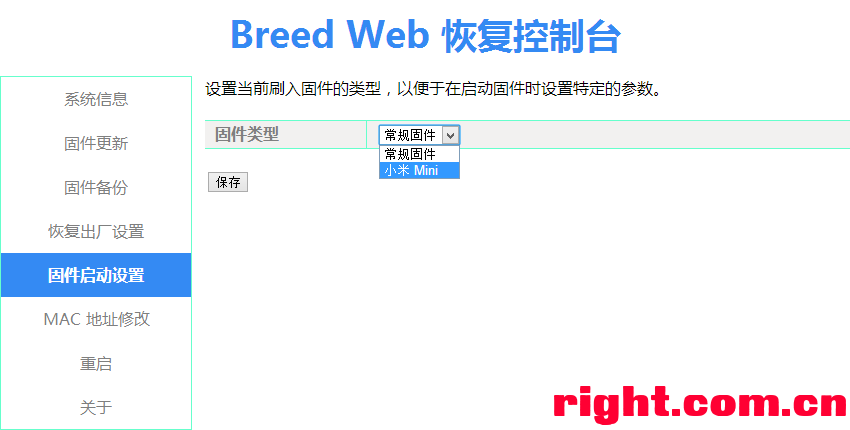 Breed Web 恢复控制台
系统信息
固件更新
固件备份
恢复出厂设置
固件启动设置
MAC 地址修改
重启
关于
设置当前刷入固件的类型，以便于在启动固件时设置特定的参数。
固件类型
常规固件
常规固件
小米 Mini
保存
right.com.cn